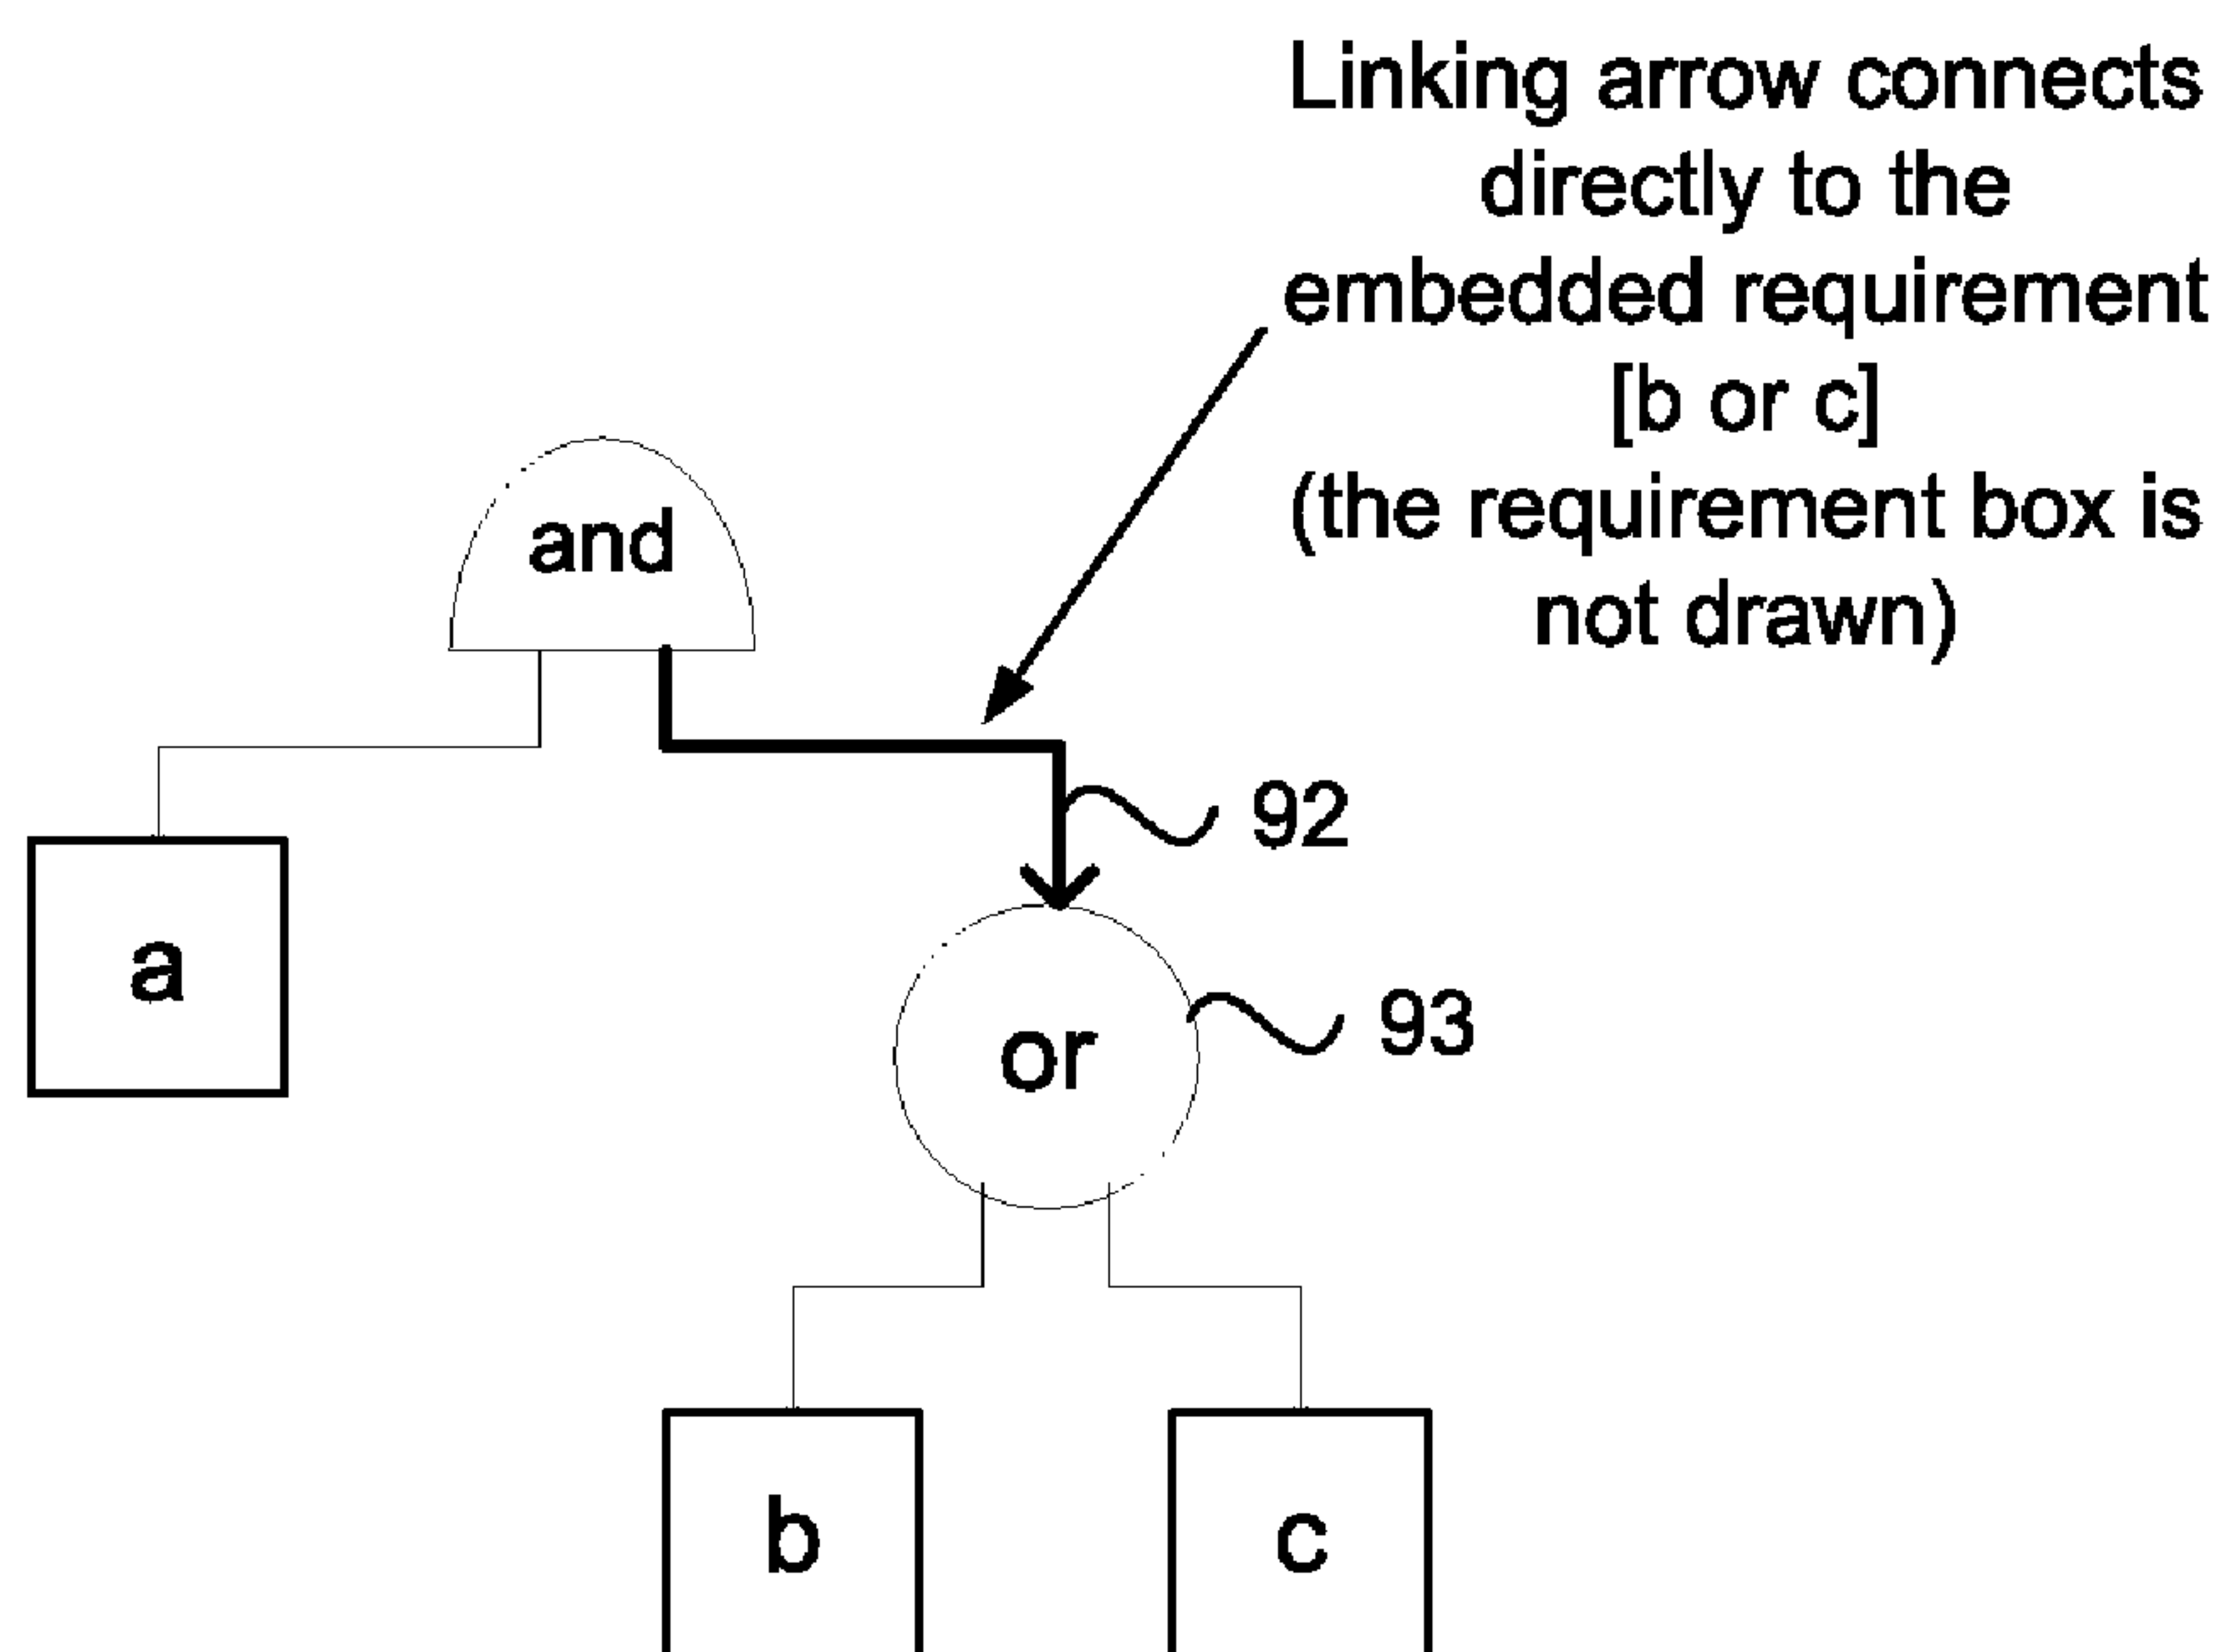 Linking arrow connects
directly to the
embedded requirement
[b or c]
(the requirement box is
not drawn)
and
92
a
93
or
b
c